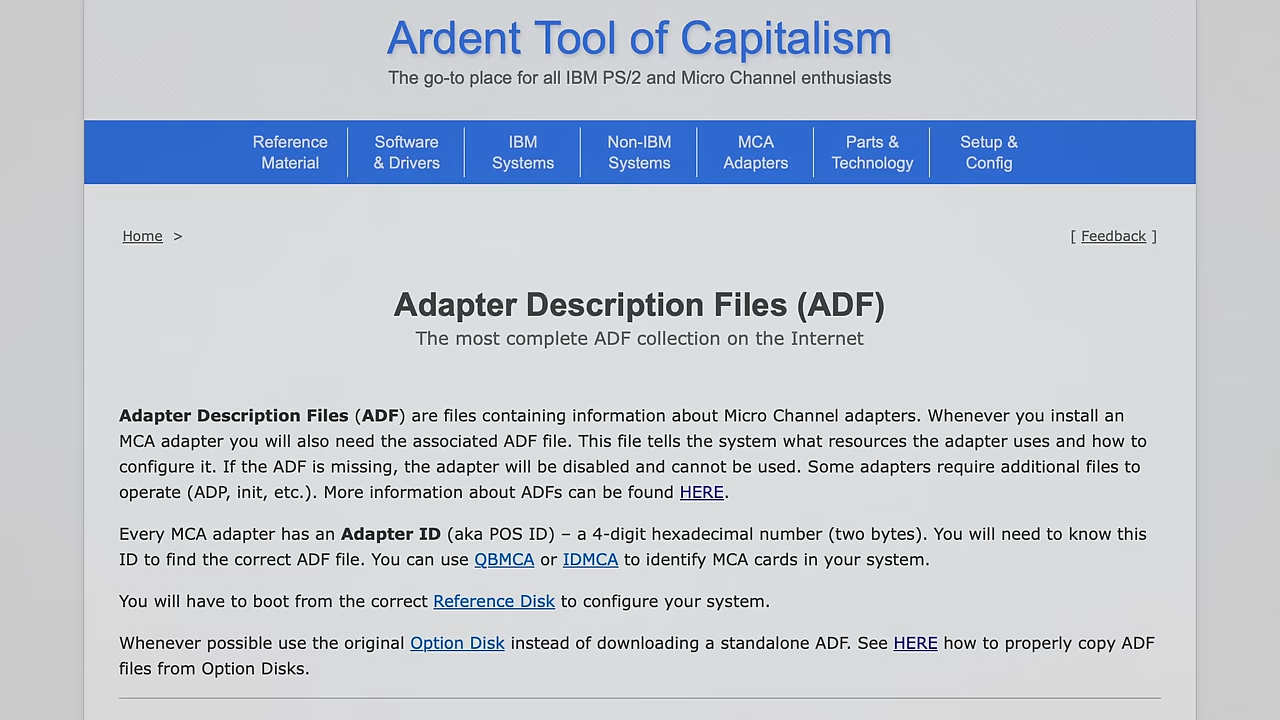 Ardent Tool of Capitalism
The go-to place for all IBM PS/2 and Micro Channel enthusiasts
Reference Material
Software & Drivers
IBM Systems
Non-IBM Systems
MCA Adapters
Parts & Technology
Setup & Config
Home >
[ Feedback ]
Adapter Description Files (ADF)
The most complete ADF collection on the Internet
Adapter Description Files (ADF) are files containing information about Micro Channel adapters. Whenever you install an
MCA adapter you will also need the associated ADF file. This file tells the system what resources the adapter uses and how to
configure it. If the ADF is missing, the adapter will be disabled and cannot be used. Some adapters require additional files to
operate (ADP, init, etc.). More information about ADFs can be found HERE.
Every MCA adapter has an Adapter ID (aka POS ID) – a 4-digit hexadecimal number (two bytes). You will need to know this
ID to find the correct ADF file. You can use QBMCA or IDMCA to identify MCA cards in your system.
You will have to boot from the correct Reference Disk to configure your system.
Whenever possible use the original Option Disk instead of downloading a standalone ADF. See HERE how to properly copy ADF
files from Option Disks.